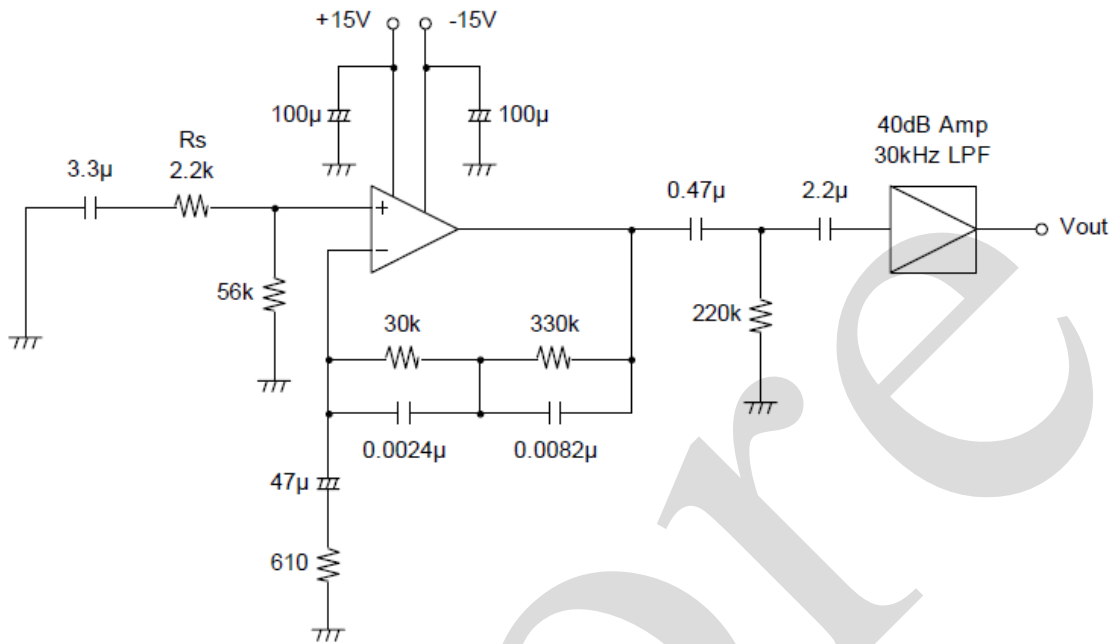 +15V
-15V
100μ
100μ
40dB Amp
30kHz LPF
Rs
2.2k
3.3μ
0.47μ
2.2μ
+
Vout
−
56k
30k
330k
220k
0.0024μ
0.0082μ
47μ
610
ore